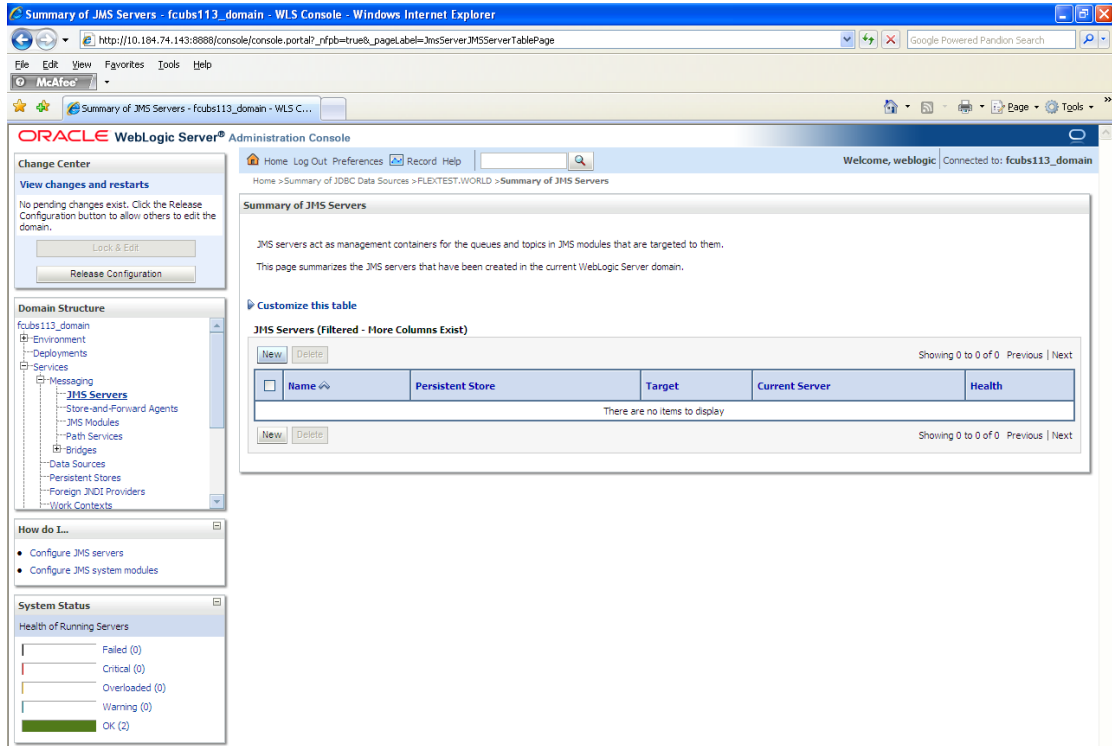 Summary of JMS Servers - fcubs113_domain - WLS Console - Windows Internet Explorer
http://10.184.74.143:8888/console/console.portal?_nfpb=true&_pageLabel=JmsServerJMSServerTablePage
Google Powered Pandion Search
File Edit View Favorites Tools Help
McAfee
Summary of JMS Servers - fcubs113_domain - WLS C...
Page Tools »
ORACLE WebLogic Server® Administration Console
Change Center
View changes and restarts
No pending changes exist. Click the Release
Configuration button to allow others to edit the
domain.
Lock & Edit
Release Configuration
Domain Structure
fcubs113_domain
Environment
Deployments
Services
Messaging
JMS Servers
Store-and-Forward Agents
JMS Modules
Path Services
Bridges
Data Sources
Persistent Stores
Foreign JNDI Providers
Work Contexts
How do I...
Configure JMS servers
Configure JMS system modules
System Status
Health of Running Servers
Failed (0)
Critical (0)
Overloaded (0)
Warning (0)
OK (2)
Home Log Out Preferences Record Help
Welcome, weblogic Connected to: fcubs113_domain
Home >Summary of JDBC Data Sources >FLEXTEST.WORLD >Summary of JMS Servers
Summary of JMS Servers
JMS servers act as management containers for the queues and topics in JMS modules that are targeted to them.
This page summarizes the JMS servers that have been created in the current WebLogic Server domain.
Customize this table
JMS Servers (Filtered - More Columns Exist)
New Delete Showing 0 to 0 of 0 Previous | Next
Name Persistent Store Target Current Server Health
There are no items to display
New Delete Showing 0 to 0 of 0 Previous | Next